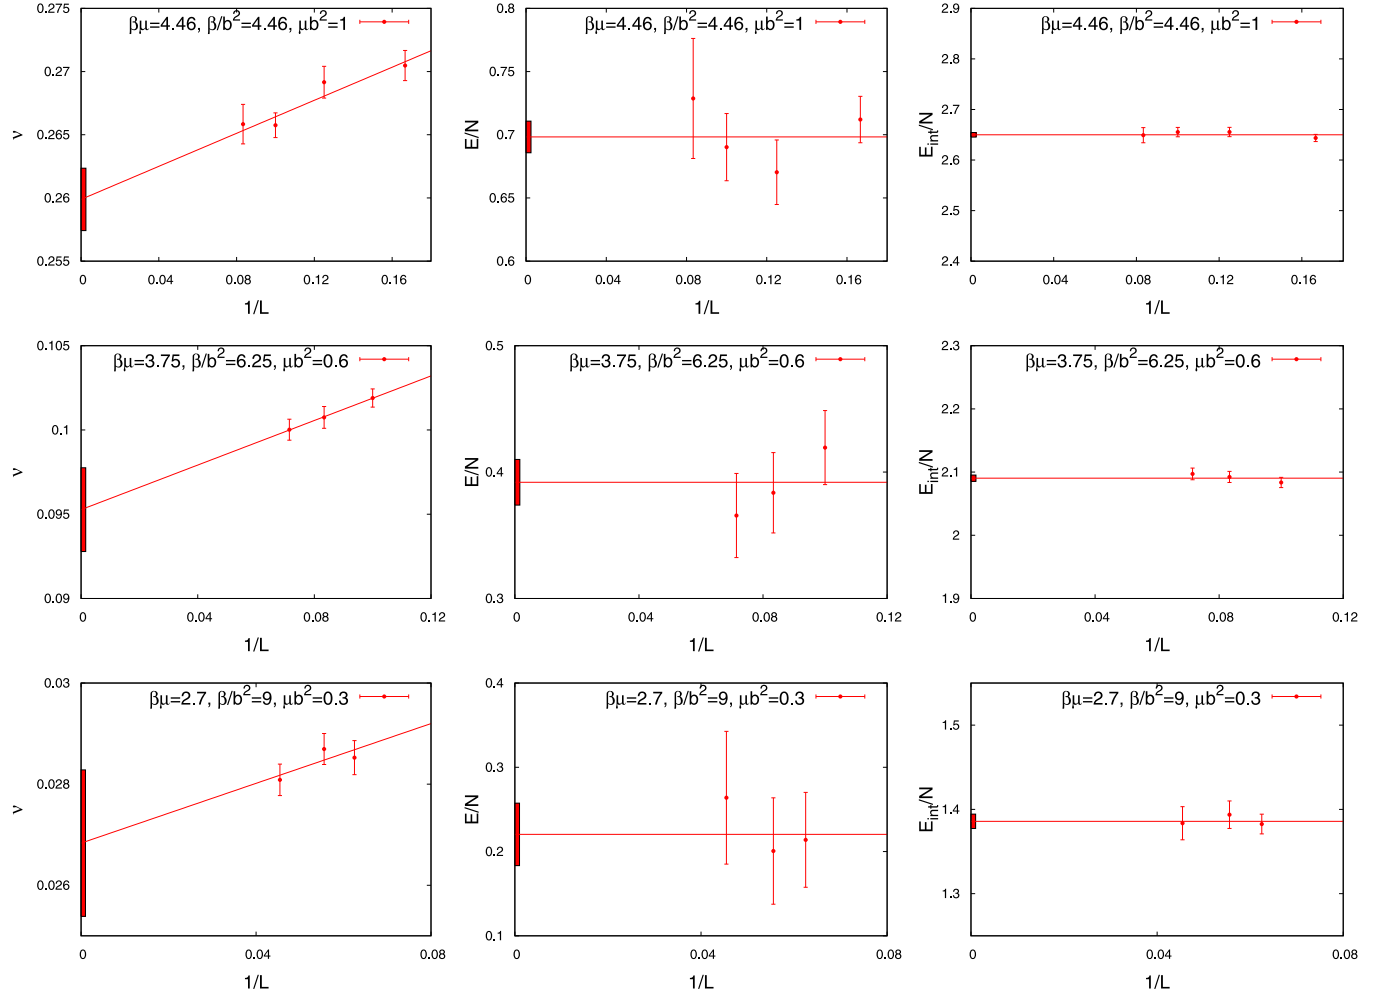 βμ=4.46, β/b²=4.46, μb²=1
0.275
0.27
0.265
0.26
0.255
ν
0
0.04
0.08
0.12
0.16
1/L
βμ=4.46, β/b²=4.46, μb²=1
0.8
0.75
0.7
0.65
0.6
E/N
0
0.04
0.08
0.12
0.16
1/L
βμ=4.46, β/b²=4.46, μb²=1
2.9
2.8
2.7
2.6
2.5
2.4
E_int/N
0
0.04
0.08
0.12
0.16
1/L
βμ=3.75, β/b²=6.25, μb²=0.6
0.105
0.1
0.095
0.09
ν
0
0.04
0.08
0.12
1/L
βμ=3.75, β/b²=6.25, μb²=0.6
0.5
0.4
0.3
E/N
0
0.04
0.08
0.12
1/L
βμ=3.75, β/b²=6.25, μb²=0.6
2.3
2.2
2.1
2
1.9
E_int/N
0
0.04
0.08
0.12
1/L
βμ=2.7, β/b²=9, μb²=0.3
0.03
0.028
0.026
ν
0
0.04
0.08
1/L
βμ=2.7, β/b²=9, μb²=0.3
0.4
0.3
0.2
0.1
E/N
0
0.04
0.08
1/L
βμ=2.7, β/b²=9, μb²=0.3
1.5
1.4
1.3
E_int/N
0
0.04
0.08
1/L